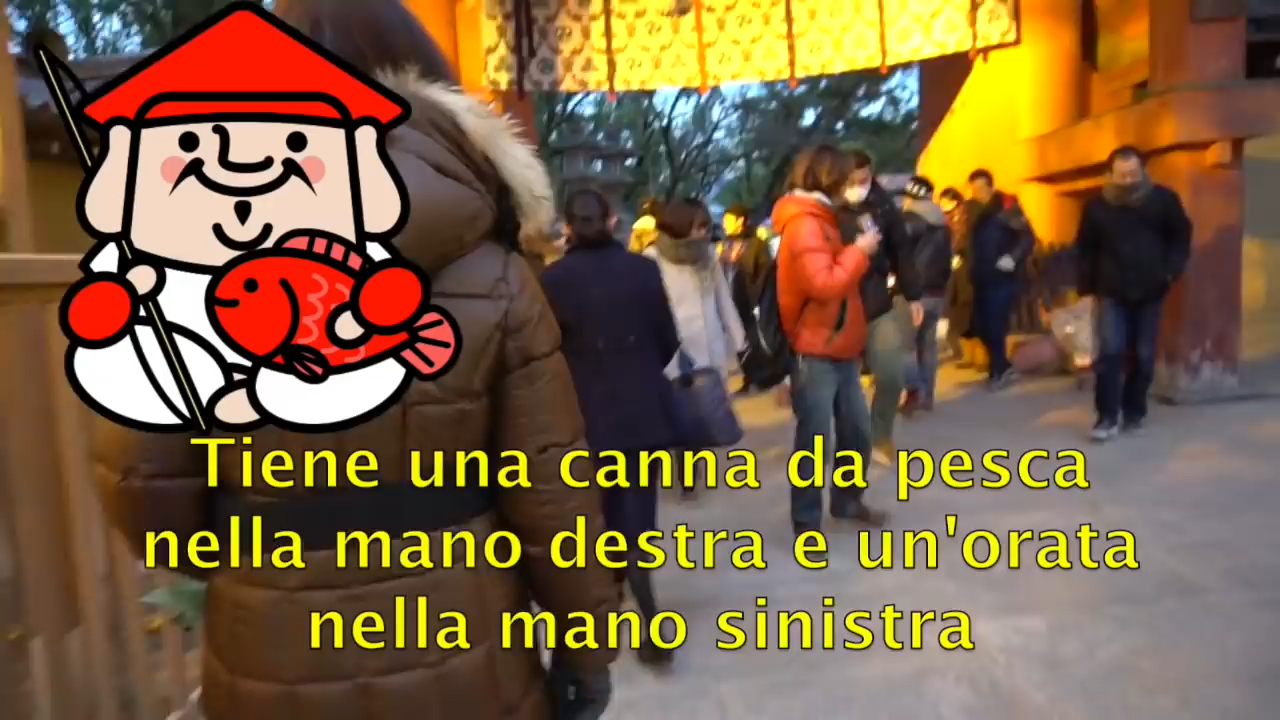 Tiene una canna da pesca
nella mano destra e un'orata
nella mano sinistra